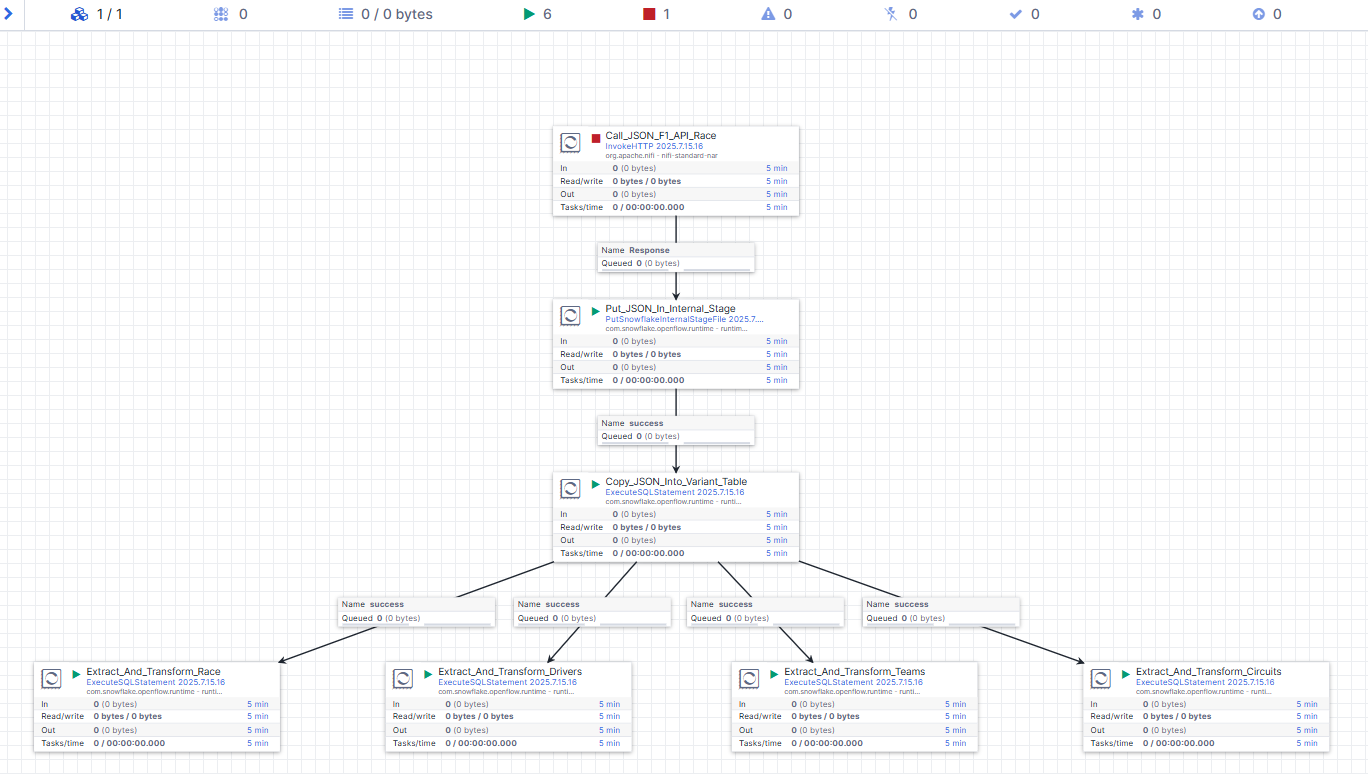 1 / 1 0 0 / 0 bytes 6 1 0 0 0 0 0
Call_JSON_F1_API_Race
InvokeHTTP 2025.7.15.16
org.apache.nifi - nifi-standard-nar
In 0 (0 bytes) 5 min
Read/write 0 bytes / 0 bytes 5 min
Out 0 (0 bytes) 5 min
Tasks/time 0 / 00:00:00.000 5 min
Name Response
Queued 0 (0 bytes)
Put_JSON_In_Internal_Stage
PutSnowflakeInternalStageFile 2025.7....
com.snowflake.openflow.runtime - runtim...
In 0 (0 bytes) 5 min
Read/write 0 bytes / 0 bytes 5 min
Out 0 (0 bytes) 5 min
Tasks/time 0 / 00:00:00.000 5 min
Name success
Queued 0 (0 bytes)
Copy_JSON_Into_Variant_Table
ExecuteSQLStatement 2025.7.15.16
com.snowflake.openflow.runtime - runti...
In 0 (0 bytes) 5 min
Read/write 0 bytes / 0 bytes 5 min
Out 0 (0 bytes) 5 min
Tasks/time 0 / 00:00:00.000 5 min
Name success
Queued 0 (0 bytes)
Name success
Queued 0 (0 bytes)
Name success
Queued 0 (0 bytes)
Name success
Queued 0 (0 bytes)
Extract_And_Transform_Race
ExecuteSQLStatement 2025.7.15.16
com.snowflake.openflow.runtime - runti...
In 0 (0 bytes) 5 min
Read/write 0 bytes / 0 bytes 5 min
Out 0 (0 bytes) 5 min
Tasks/time 0 / 00:00:00.000 5 min
Extract_And_Transform_Drivers
ExecuteSQLStatement 2025.7.15.16
com.snowflake.openflow.runtime - runti...
In 0 (0 bytes) 5 min
Read/write 0 bytes / 0 bytes 5 min
Out 0 (0 bytes) 5 min
Tasks/time 0 / 00:00:00.000 5 min
Extract_And_Transform_Teams
ExecuteSQLStatement 2025.7.15.16
com.snowflake.openflow.runtime - runti...
In 0 (0 bytes) 5 min
Read/write 0 bytes / 0 bytes 5 min
Out 0 (0 bytes) 5 min
Tasks/time 0 / 00:00:00.000 5 min
Extract_And_Transform_Circuits
ExecuteSQLStatement 2025.7.15.16
com.snowflake.openflow.runtime - runti...
In 0 (0 bytes) 5 min
Read/write 0 bytes / 0 bytes 5 min
Out 0 (0 bytes) 5 min
Tasks/time 0 / 00:00:00.000 5 min